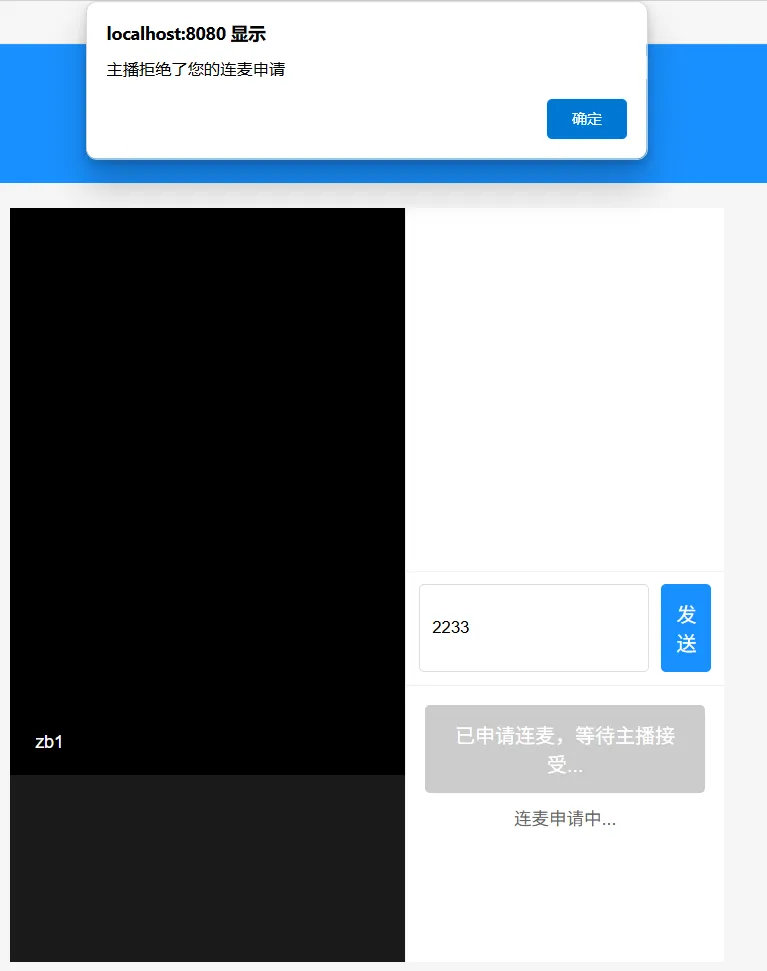 localhost:8080 显示
主播拒绝了您的连麦申请
确定
2233
发
送
zb1
已申请连麦，等待主播接
受...
连麦申请中...